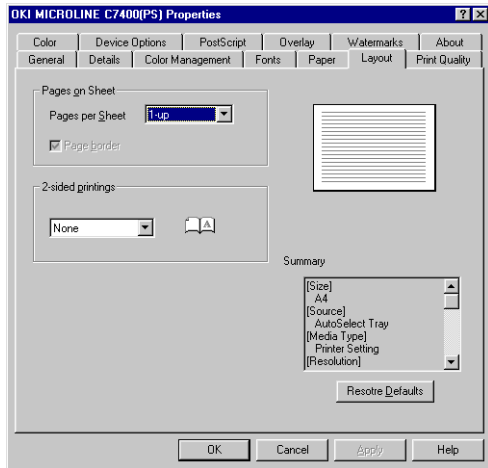 OKI MICROLINE C7400(PS) Properties
Color Device Options PostScript Overlay Watermarks About
General Details Color Management Fonts Paper Layout Print Quality
Pages on Sheet
Pages per Sheet 1-up
Page border
2-sided printings
None
A
Summary
[Size]
A4
[Source]
AutoSelect Tray
[Media Type]
Printer Setting
[Resolution]
Resotre Defaults
OK Cancel Apply Help